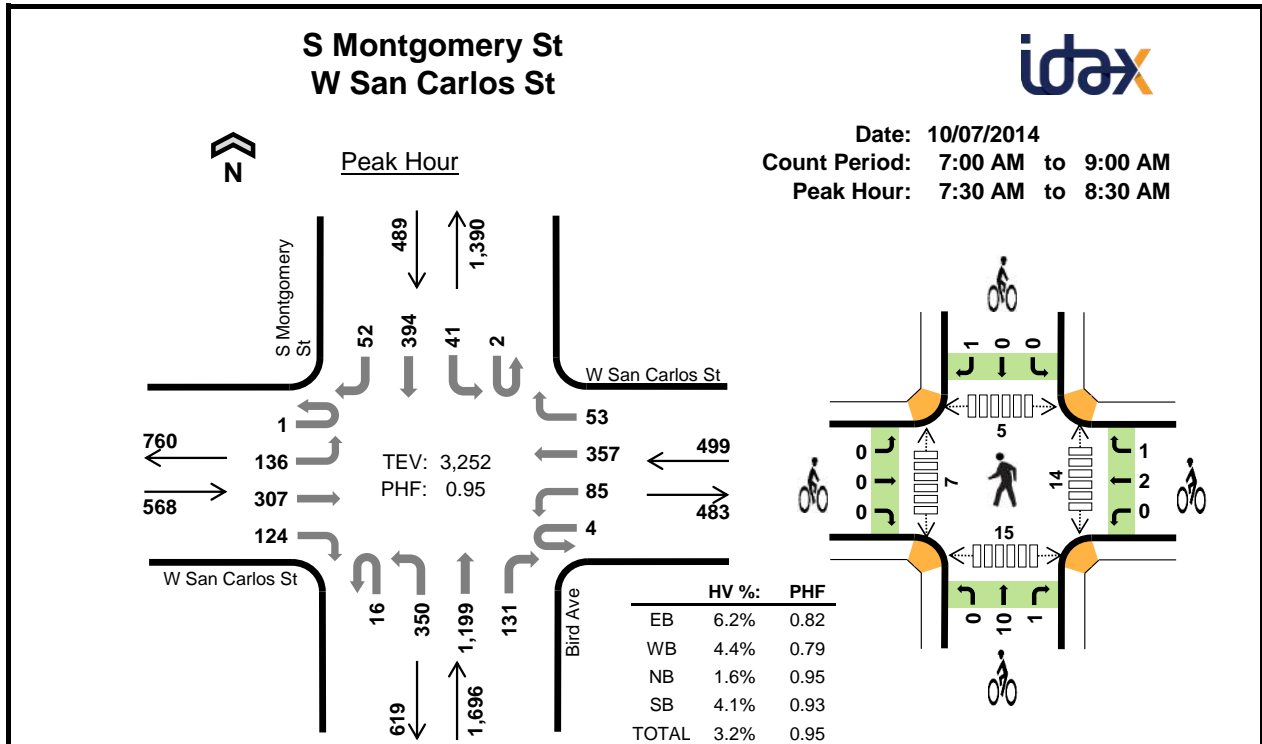 S Montgomery St
W San Carlos St
idax
N
Peak Hour
Date: 10/07/2014
Count Period: 7:00 AM to 9:00 AM
Peak Hour: 7:30 AM to 8:30 AM
489
1,390
S Montgomery
St
52
394
41
2
W San Carlos St
1
136
307
124
760
568
TEV: 3,252
PHF: 0.95
53
357
85
4
499
483
W San Carlos St
16
350
1,199
131
Bird Ave
619
1,696
HV %: PHF
EB 6.2% 0.82
WB 4.4% 0.79
NB 1.6% 0.95
SB 4.1% 0.93
TOTAL 3.2% 0.95
1
0
0
5
0
0
0
7
14
1
2
0
15
0
10
1